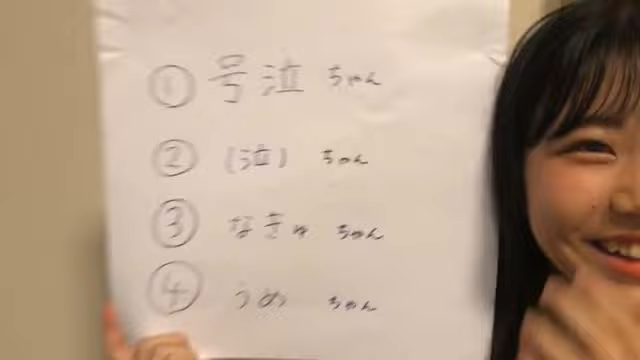 ① 号泣 ちゃん
② (泣) ちゃん
③ なきゅ ちゃん
④ うめ ちゃん